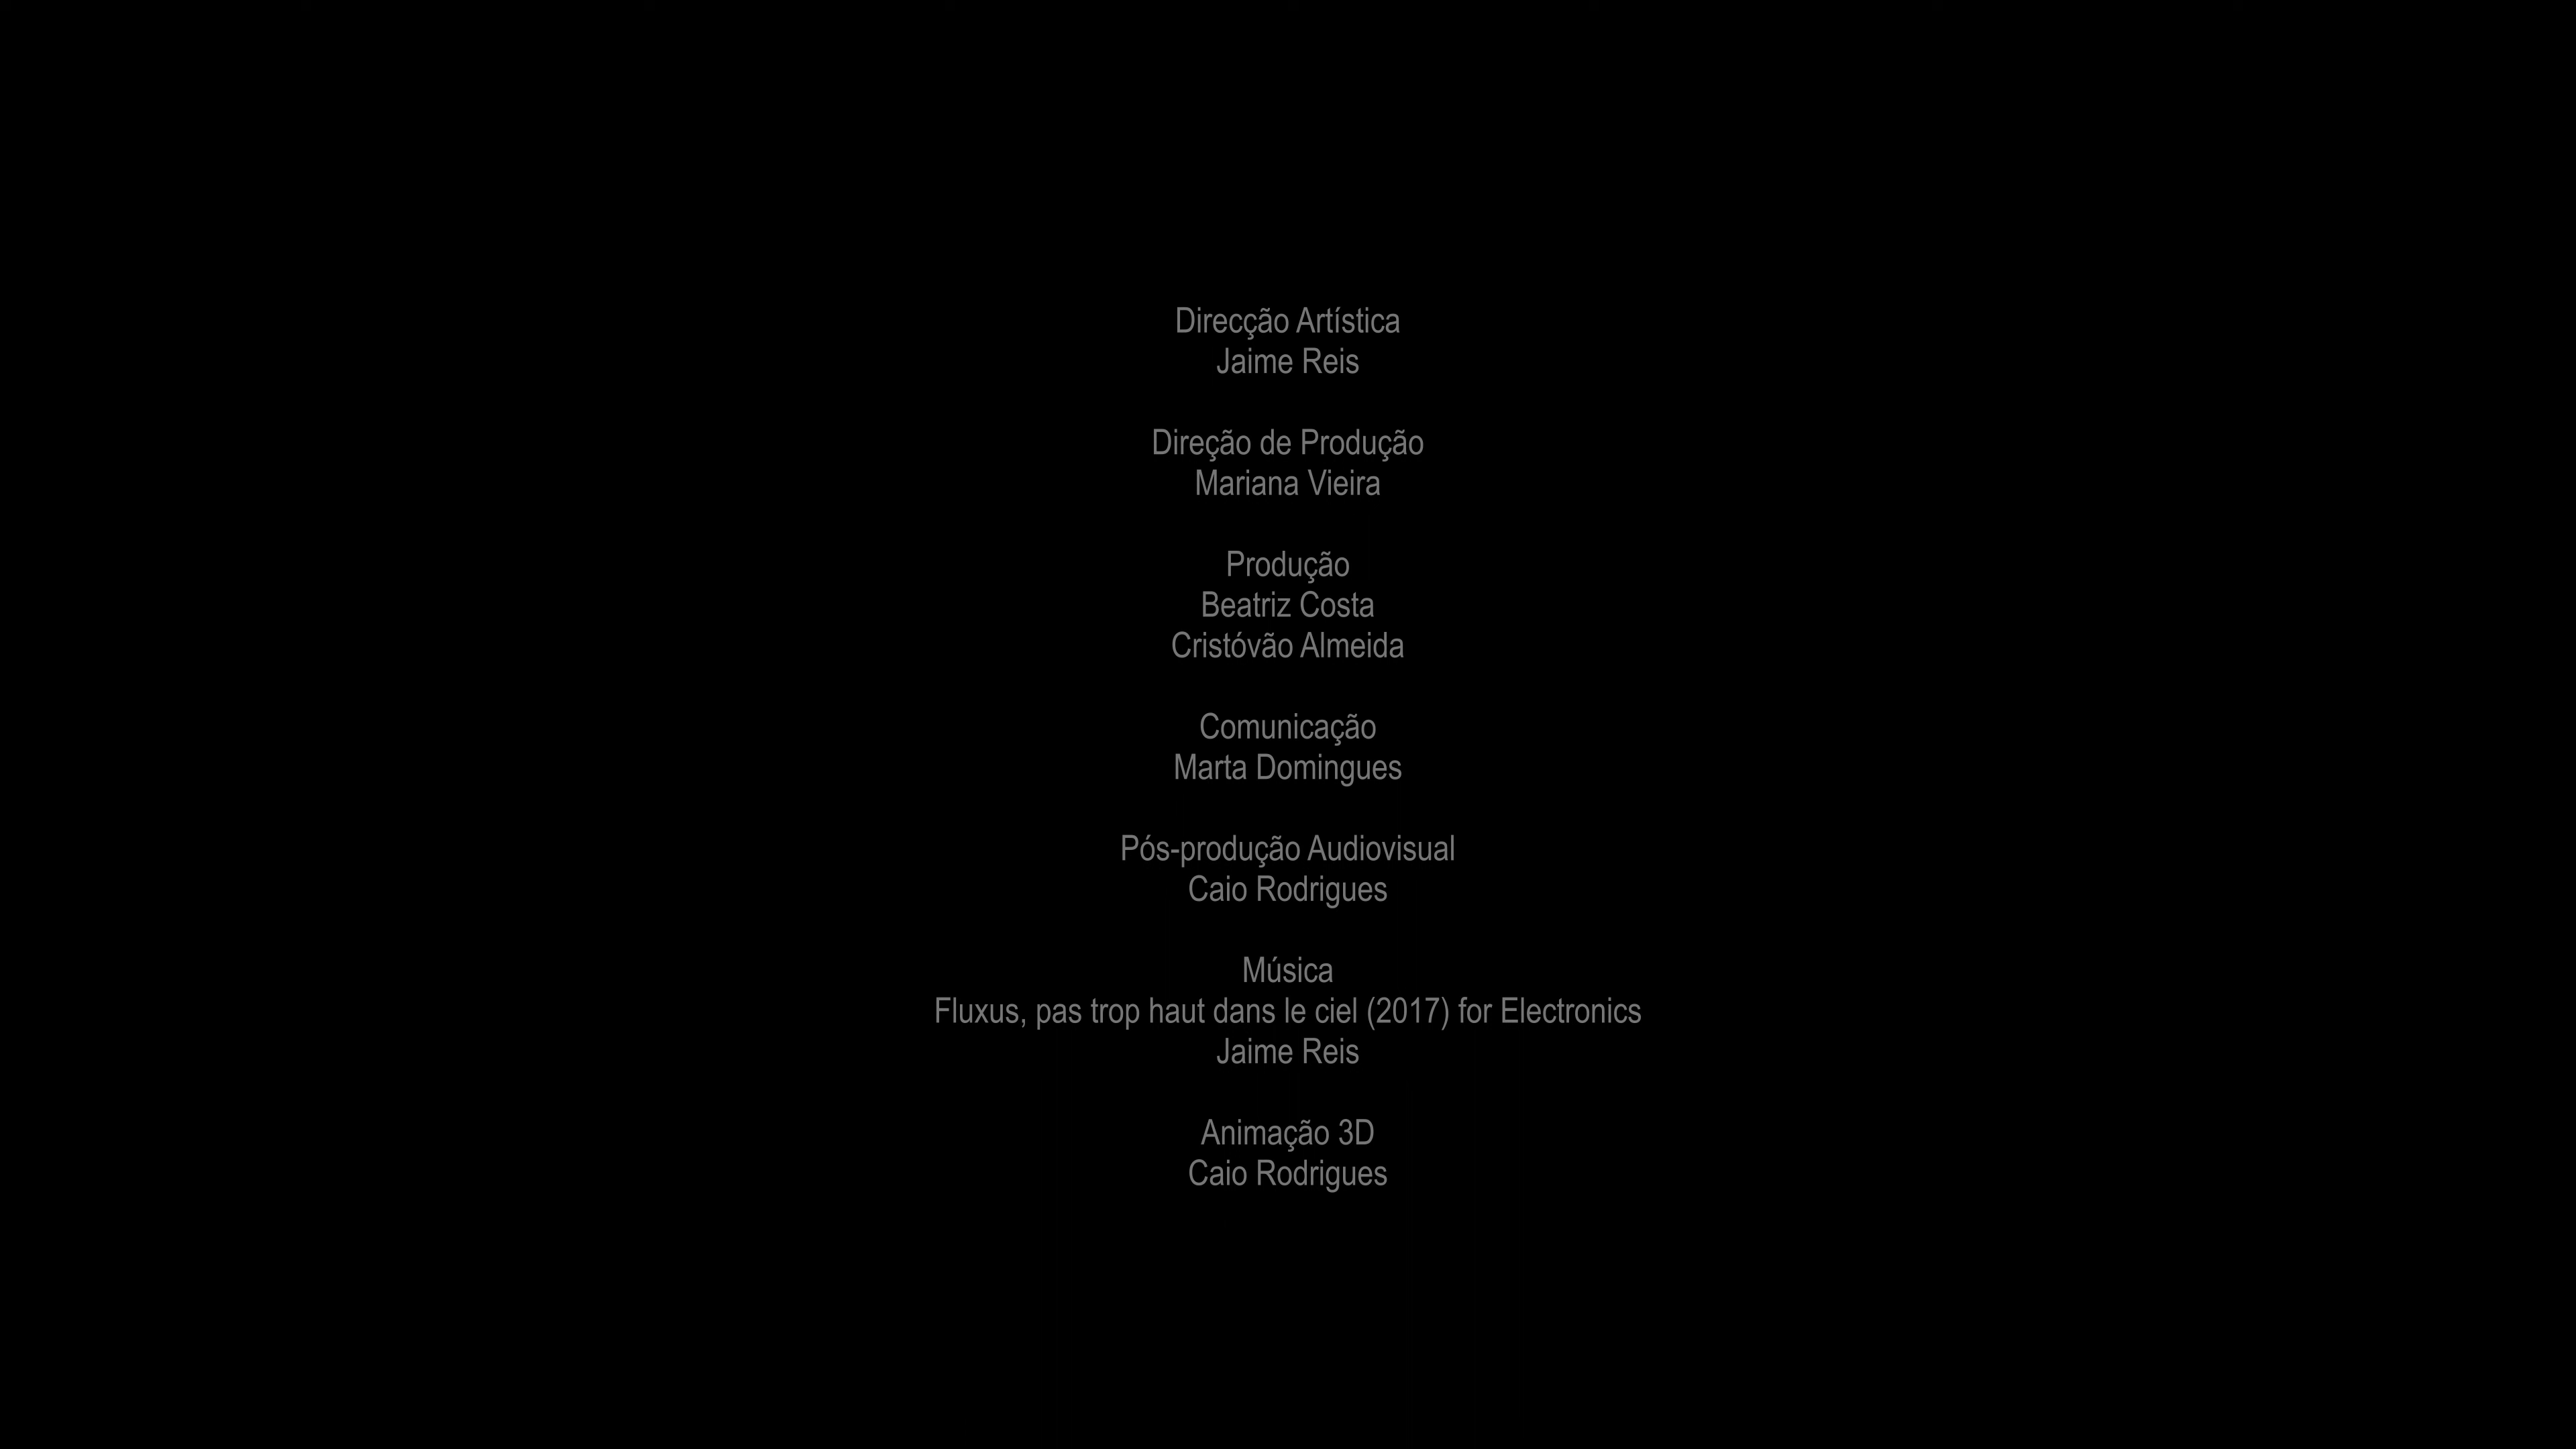 Direcção Artística
Jaime Reis
Direção de Produção
Mariana Vieira
Produção
Beatriz Costa
Cristóvão Almeida
Comunicação
Marta Domingues
Pós-produção Audiovisual
Caio Rodrigues
Música
Fluxus, pas trop haut dans le ciel (2017) for Electronics
Jaime Reis
Animação 3D
Caio Rodrigues